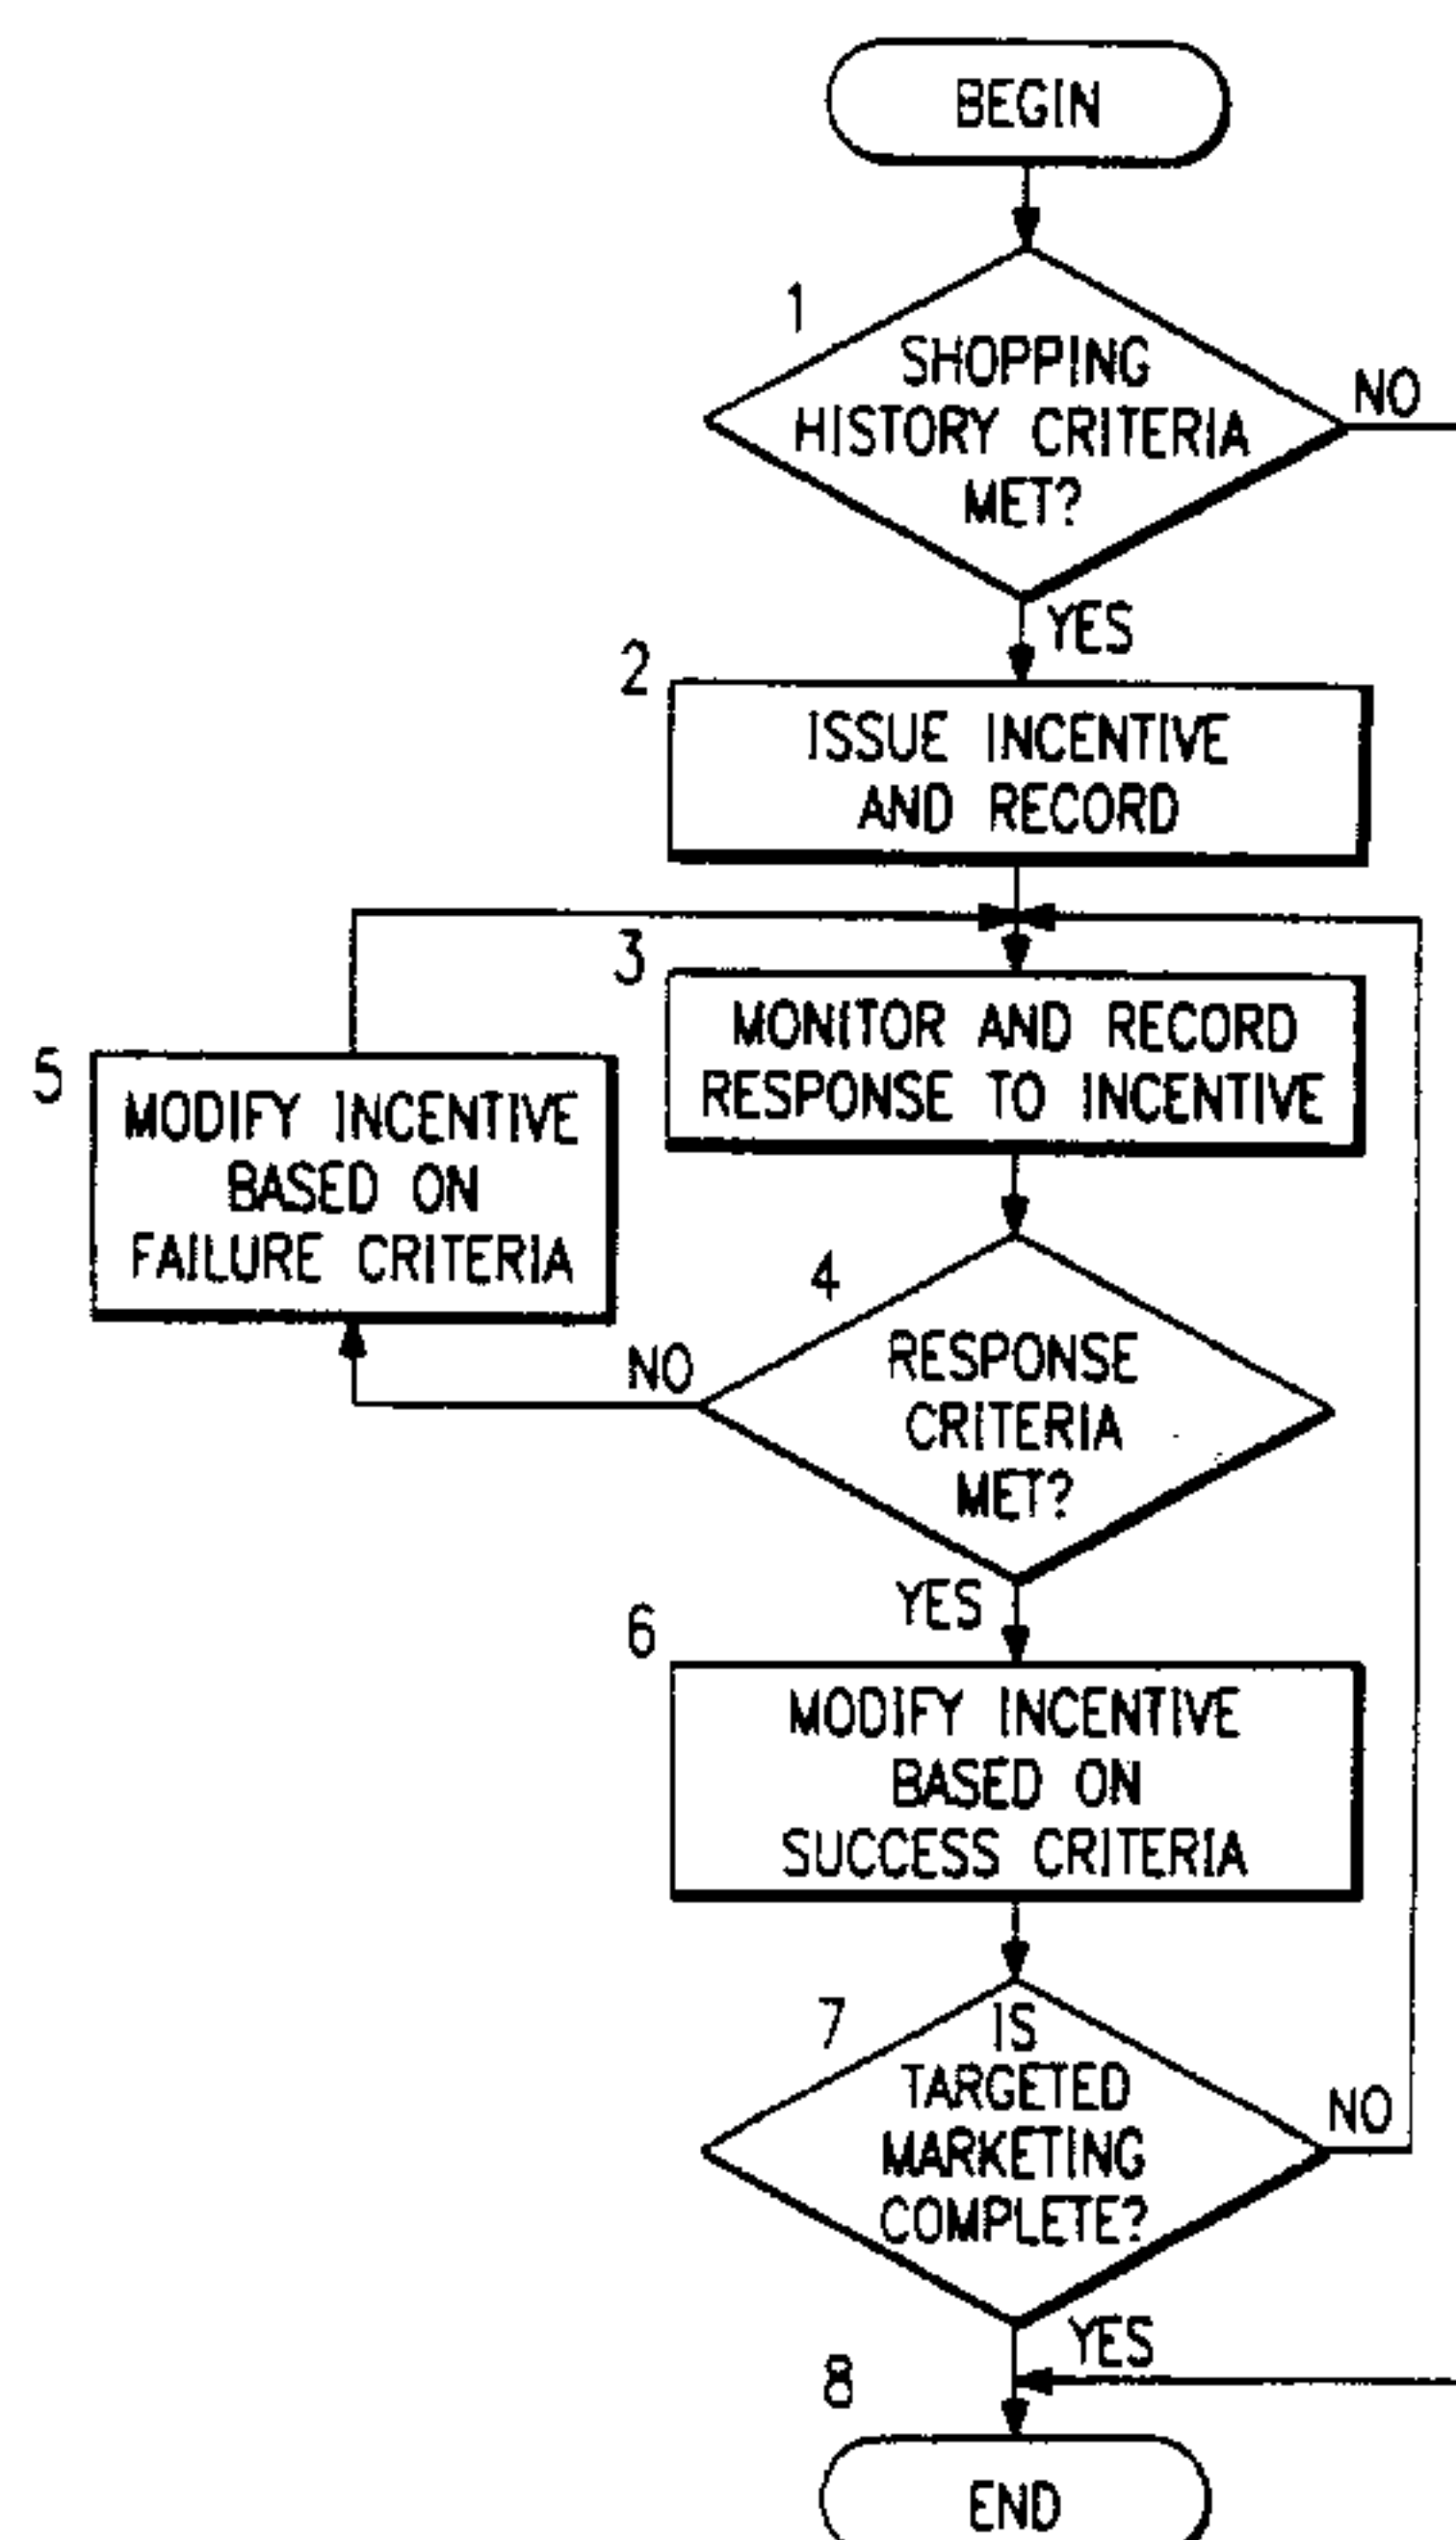 BEGIN
1
SHOPPING
HISTORY CRITERIA
MET?
NO
YES
2
ISSUE INCENTIVE
AND RECORD
3
MONITOR AND RECORD
RESPONSE TO INCENTIVE
5
MODIFY INCENTIVE
BASED ON
FAILURE CRITERIA
4
RESPONSE
CRITERIA
MET?
NO
YES
6
MODIFY INCENTIVE
BASED ON
SUCCESS CRITERIA
7
IS
TARGETED
MARKETING
COMPLETE?
NO
YES
8
END